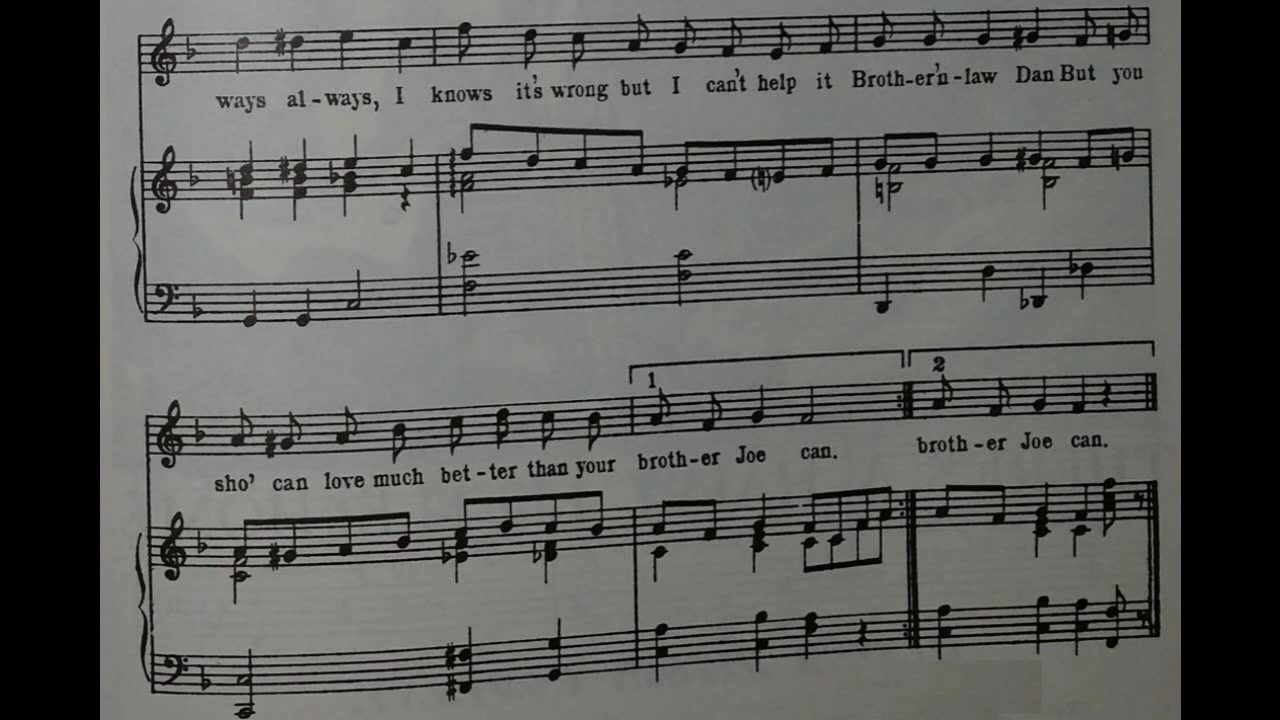 ways al-ways, I knows it's wrong but I can't help it Broth-er'n-law Dan But you
1 2
sho' can love much bet-ter than your broth-er Joe can. broth-er Joe can.